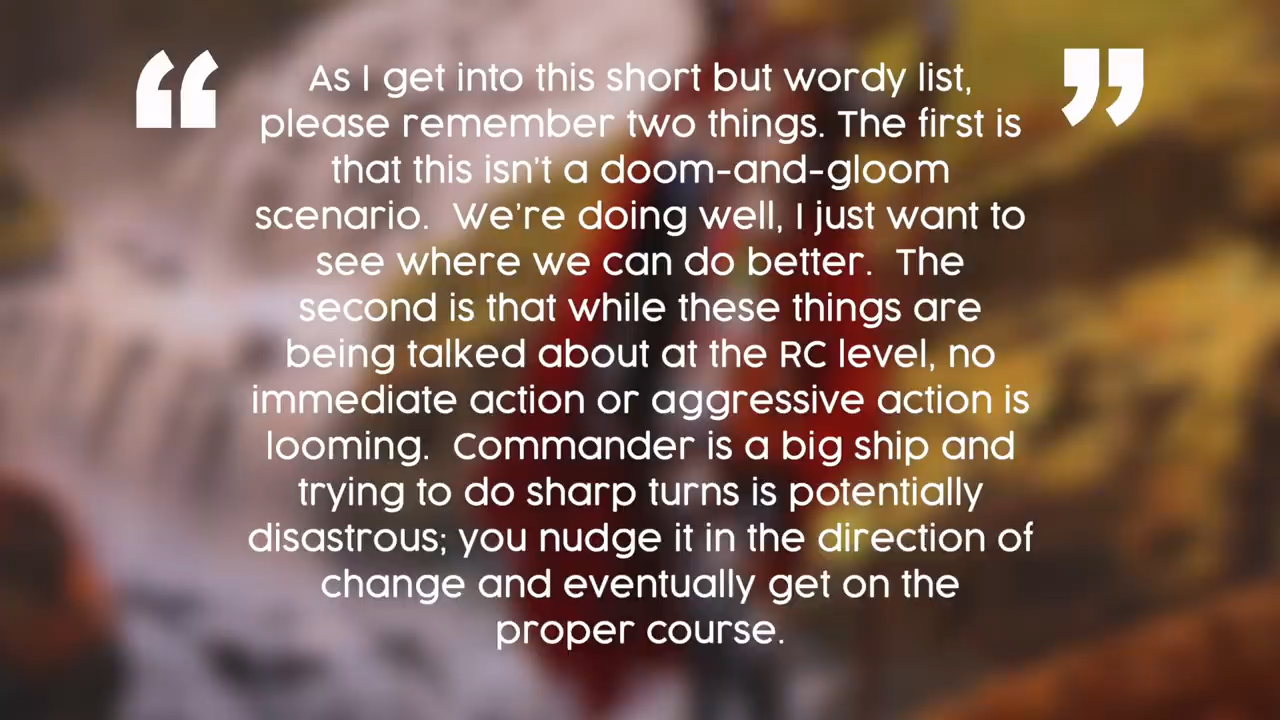 “ As I get into this short but wordy list, ”
please remember two things. The first is
that this isn't a doom-and-gloom
scenario.  We're doing well, I just want to
see where we can do better.  The
second is that while these things are
being talked about at the RC level, no
immediate action or aggressive action is
looming.  Commander is a big ship and
trying to do sharp turns is potentially
disastrous; you nudge it in the direction of
change and eventually get on the
proper course.